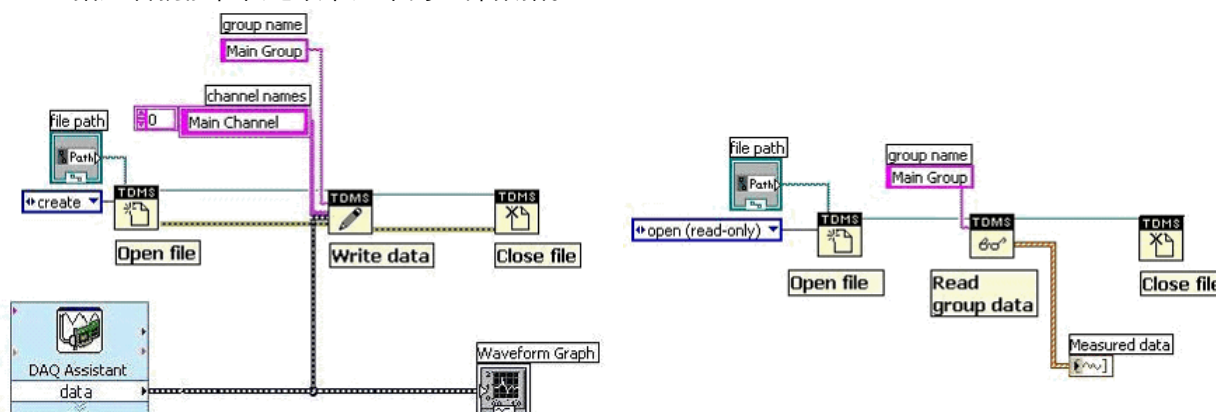 group name
Main Group
channel names
0
Main Channel
file path
Path
create
TDMS
TDMS
TDMS
Open file
Write data
Close file
DAQ Assistant
data
Waveform Graph
file path
Path
group name
Main Group
open (read-only)
TDMS
TDMS
TDMS
Open file
Read
group data
Close file
Measured data